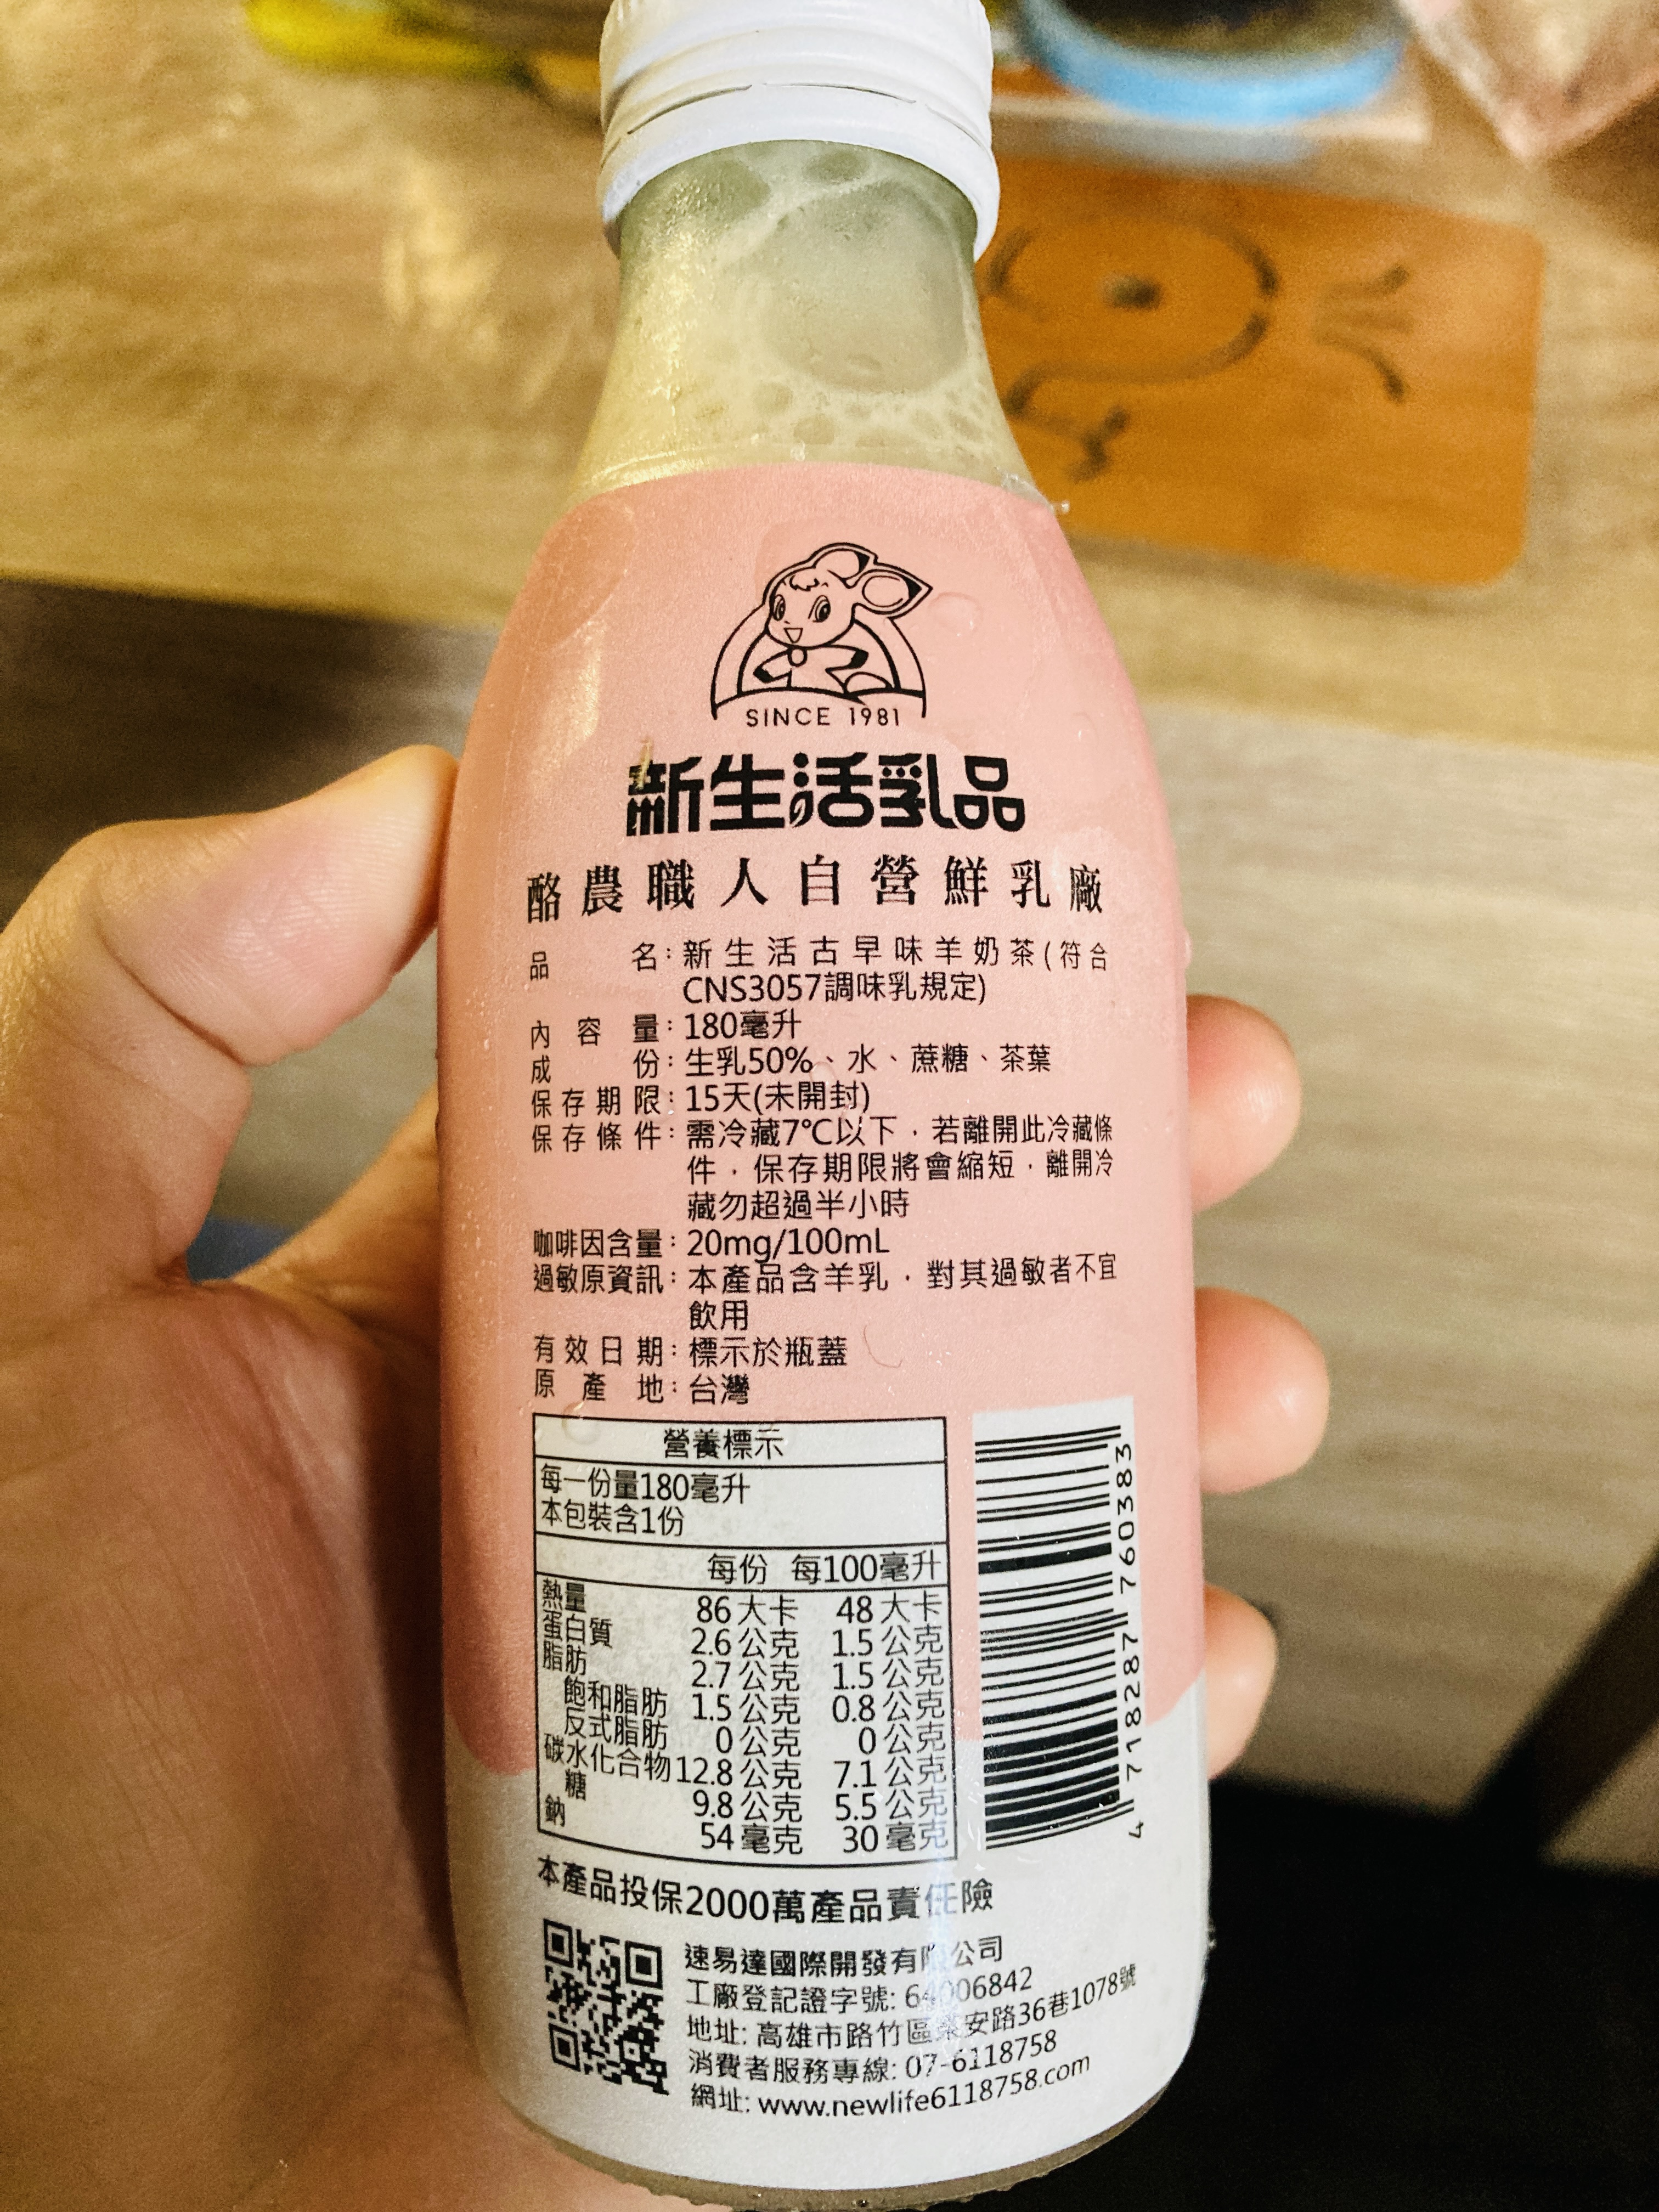 SINCE 1981
新生活乳品
酪農職人自營鮮乳廠
品名:新生活古早味羊奶茶(符合
CNS3057調味乳規定)
內容量:180毫升
成份:生乳50%、水、蔗糖、茶葉
保存期限:15天(未開封)
保存條件:需冷藏7℃以下,若離開此冷藏條
件,保存期限將會縮短,離開冷
藏勿超過半小時
咖啡因含量:20mg/100mL
過敏原資訊:本產品含羊乳,對其過敏者不宜
飲用
有效日期:標示於瓶蓋
原產地:台灣
營養標示
每一份量180毫升
本包裝含1份
每份 每100毫升
熱量 86大卡 48大卡
蛋白質 2.6公克 1.5公克
脂肪 2.7公克 1.5公克
飽和脂肪 1.5公克 0.8公克
反式脂肪 0公克 0公克
碳水化合物 12.8公克 7.1公克
糖 9.8公克 5.5公克
鈉 54毫克 30毫克
4 718287 760383
本產品投保2000萬產品責任險
速易達國際開發有限公司
工廠登記證字號: 64006842
地址: 高雄市路竹區安路36巷1078號
消費者服務專線: 07-6118758
網址: www.newlife6118758.com